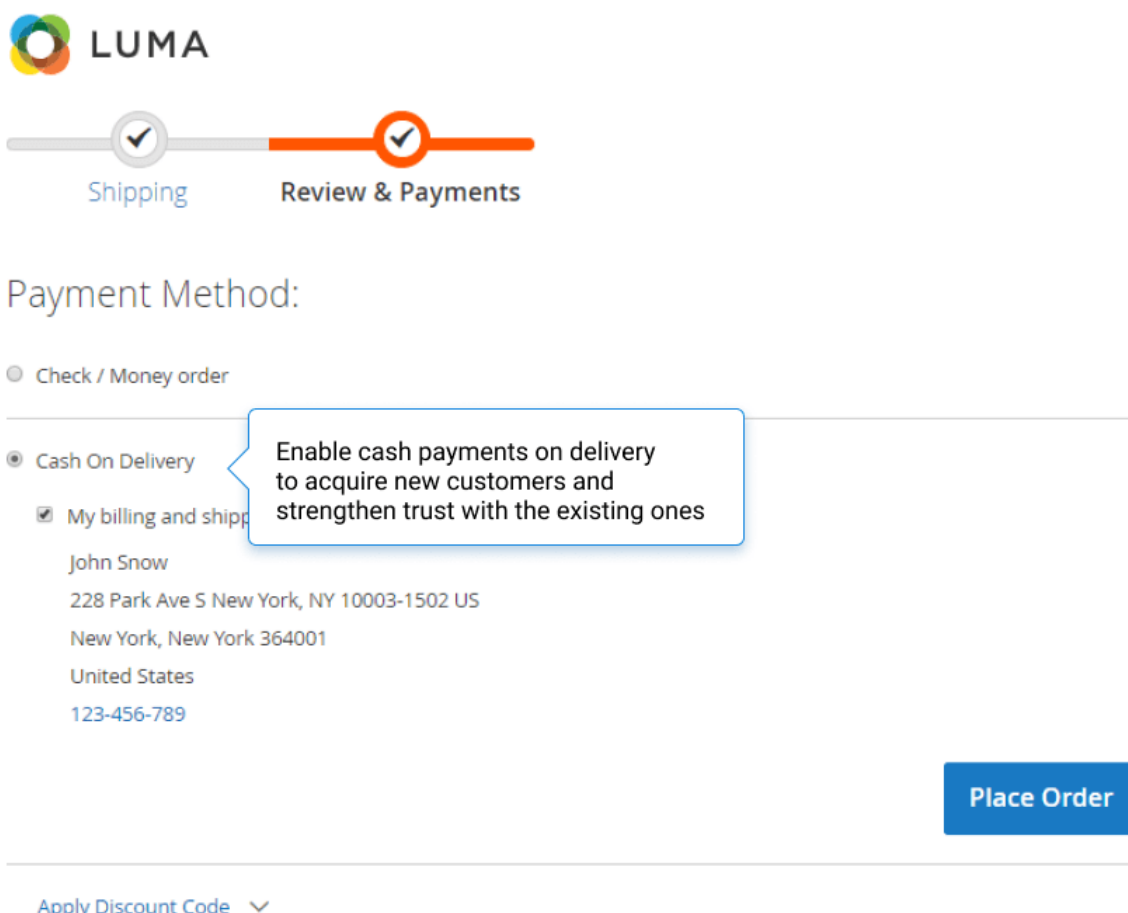 LUMA
Shipping
Review & Payments
Payment Method:
Check / Money order
Cash On Delivery
Enable cash payments on delivery
to acquire new customers and
strengthen trust with the existing ones
My billing and
John Snow
228 Park Ave S New York, NY 10003-1502 US
New York, New York 364001
United States
123-456-789
Place Order
Apply Discount Code